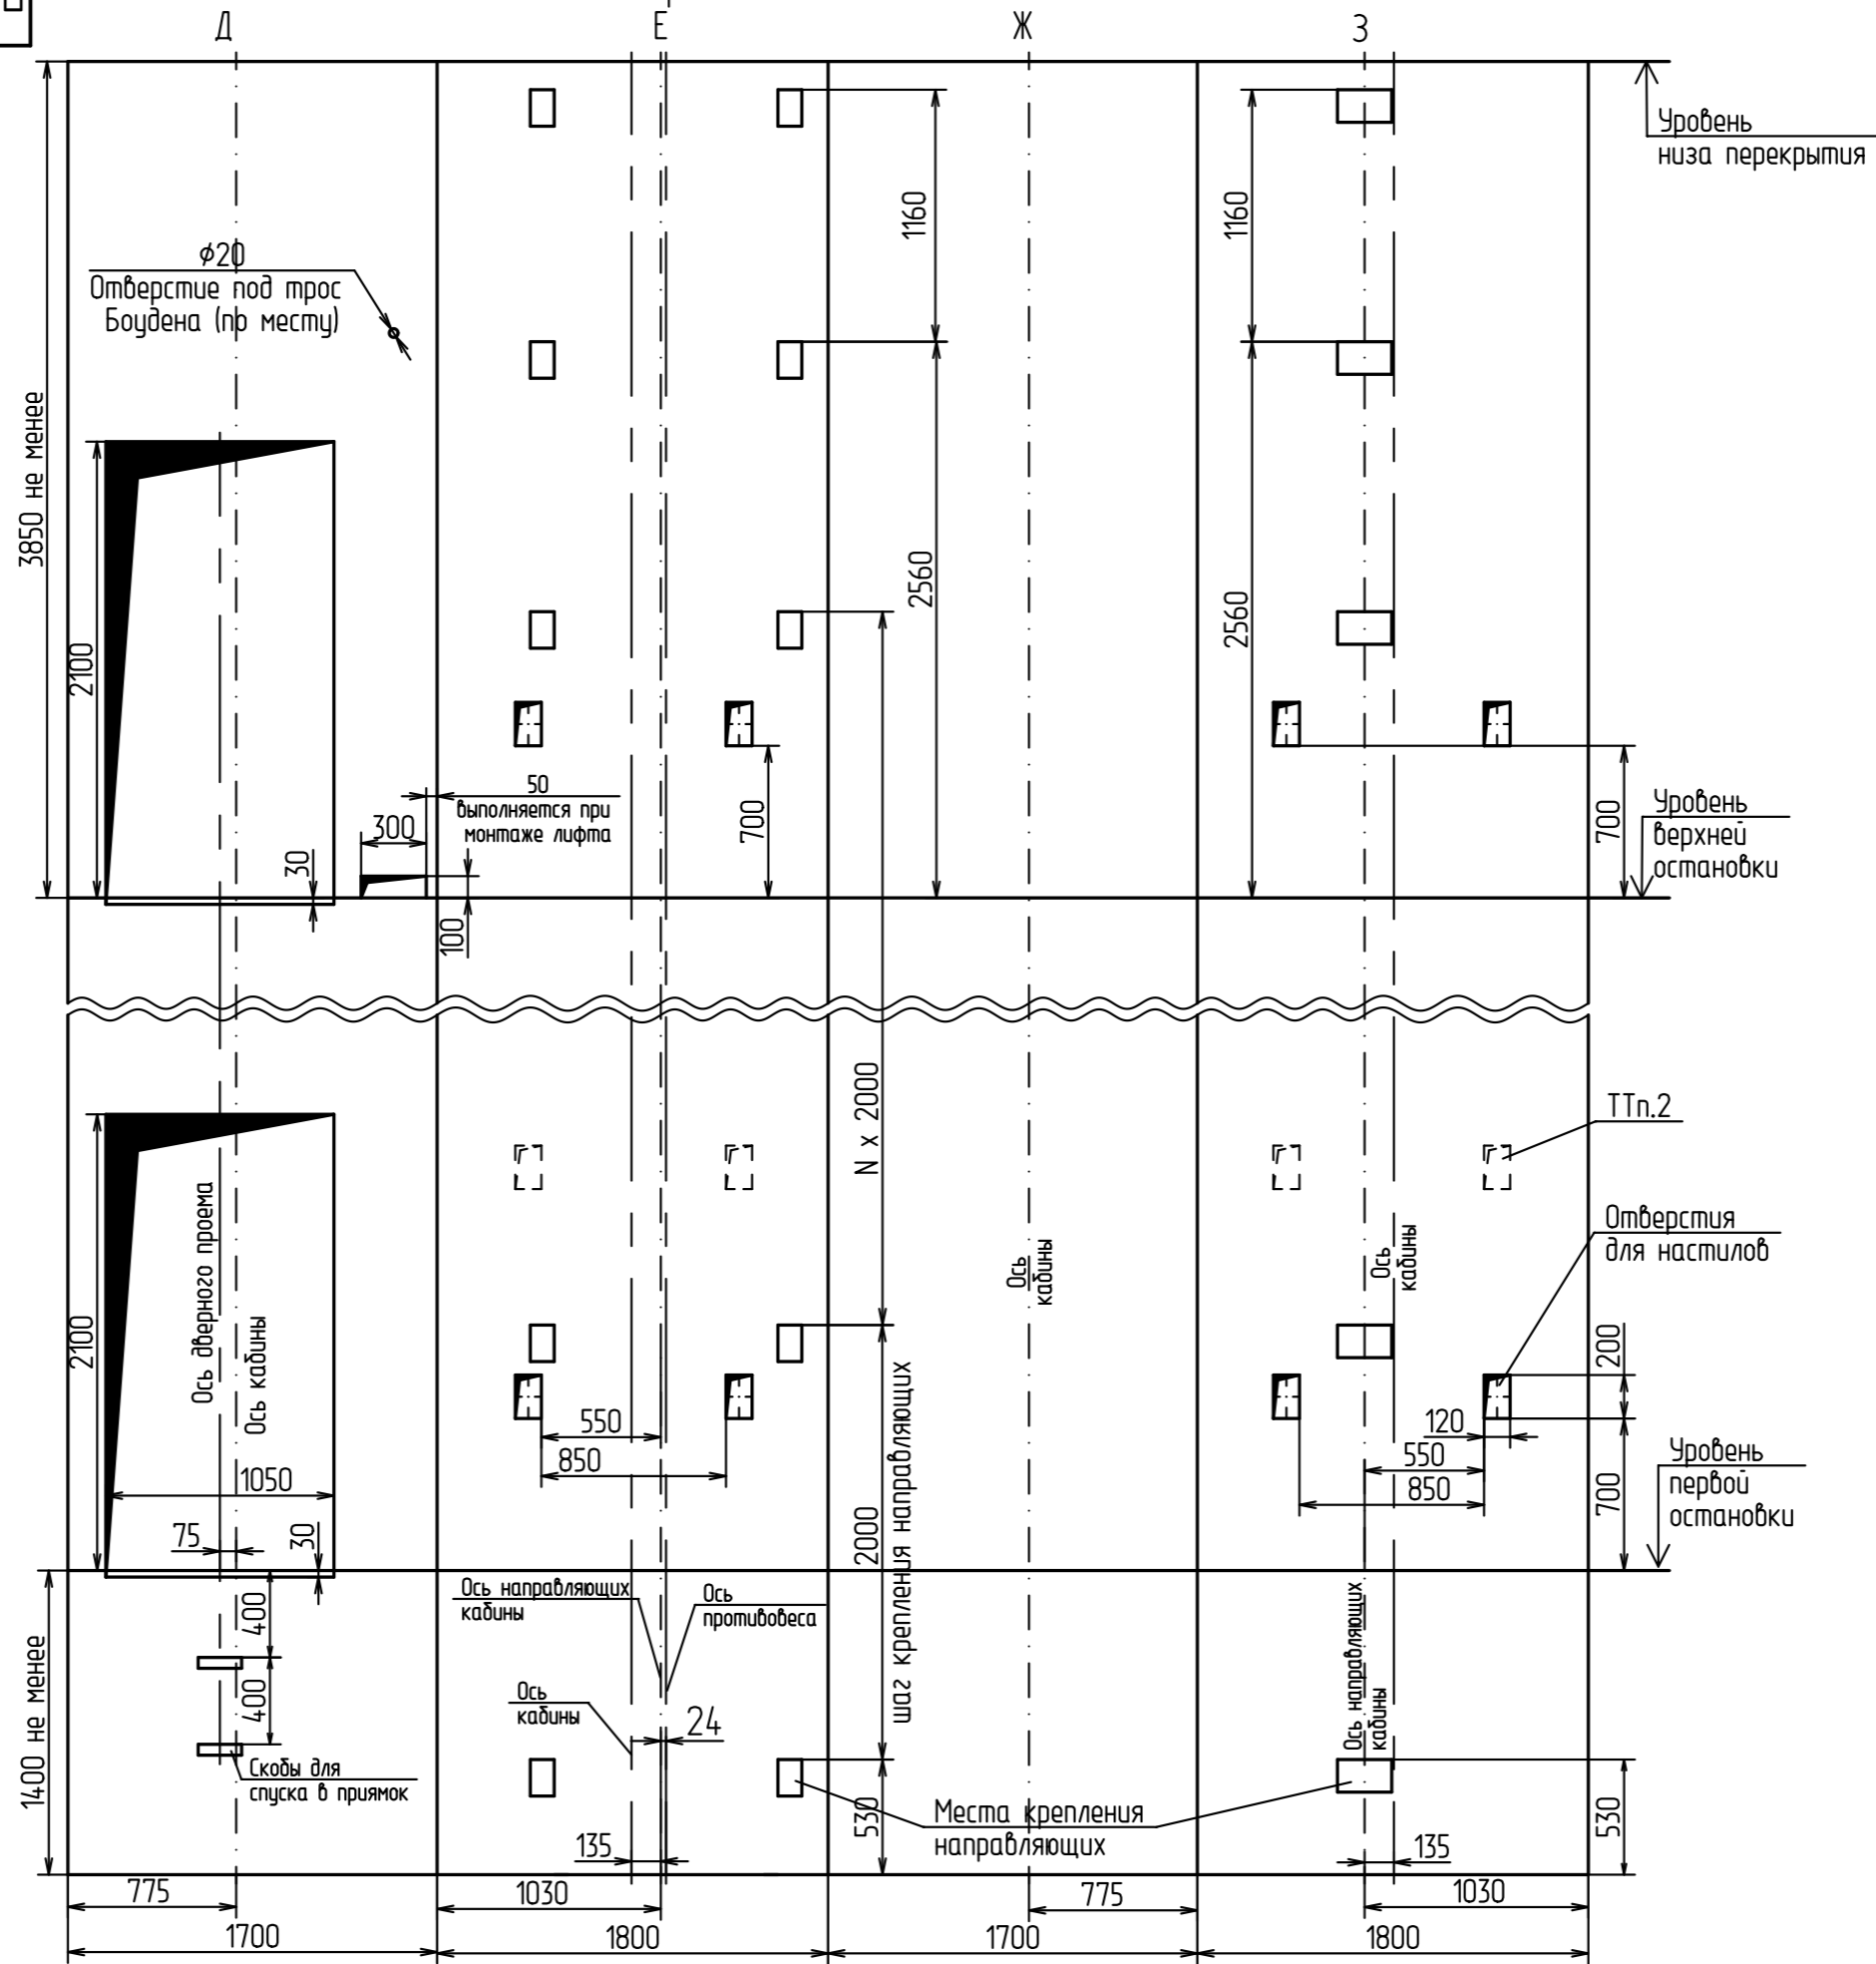 Д
Е
Ж
З
Уровень
низа перекрытия
1160
1160
ϕ20
Отверстие под трос
Боудена (по месту)
3850 не менее
2100
2560
2560
50
выполняется при
монтаже лифта
300
30
100
700
700
Уровень
верхней
остановки
N x 2000
ТТп.2
Отверстия
для настилов
Ось дверного проема
Ось кабины
Ось
кабины
Ось
кабины
2100
200
120
550
850
550
850
700
1050
75
30
Уровень
первой
остановки
2000
шаг крепления направляющих
400
400
1400 не менее
Ось направляющих
кабины
Ось
противовеса
Ось
кабины
24
Ось направляющих
кабины
Скобы для
спуска в приямок
Места крепления
направляющих
530
530
135
135
775
1030
775
1030
1700
1800
1700
1800